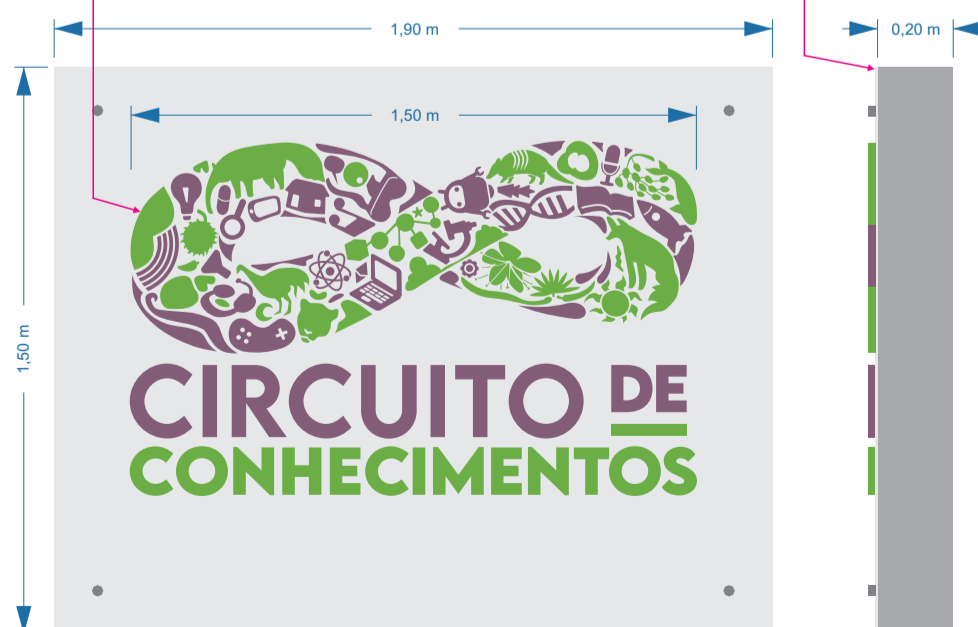 1,90 m
0,20 m
1,50 m
1,50 m
CIRCUITO DE
CONHECIMENTOS